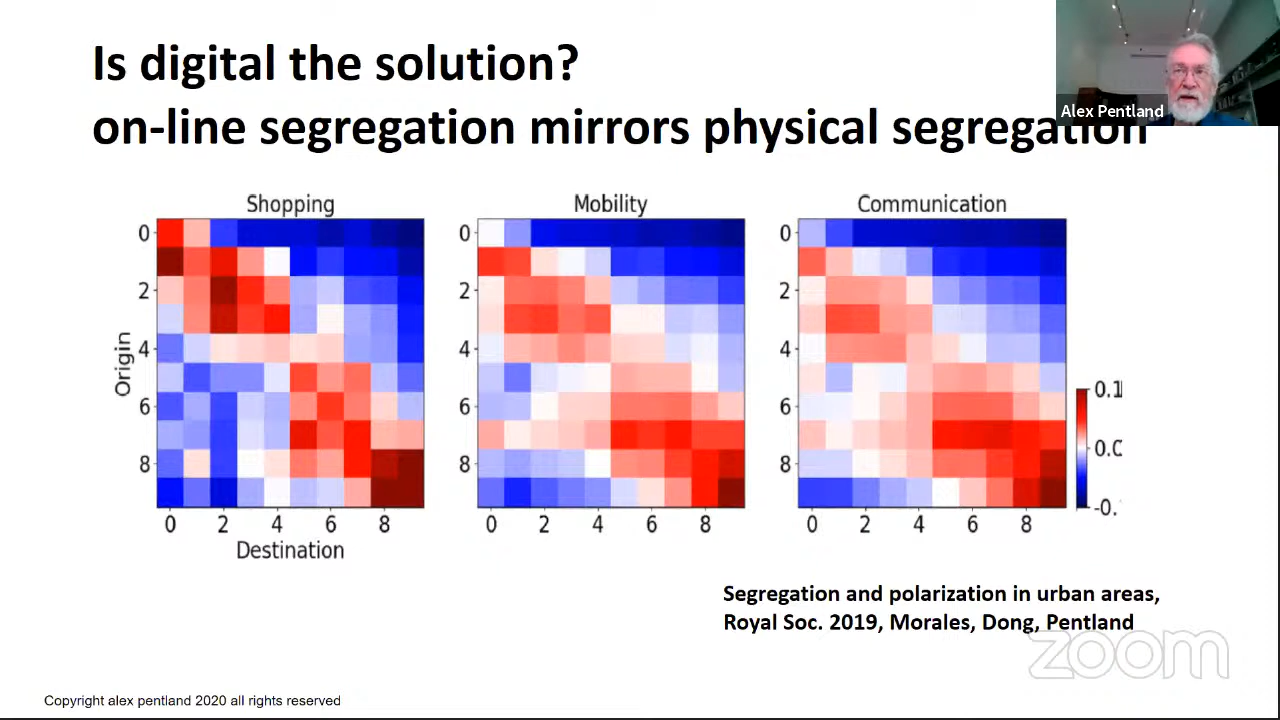 Is digital the solution?
on-line segregation mirrors physical segregation
Alex Pentland
Shopping
Mobility
Communication
0
2
4
6
8
Origin
0 2 4 6 8
Destination
0
2
4
6
8
0 2 4 6 8
0
2
4
6
8
0 2 4 6 8
0.1
0.0
-0.
Segregation and polarization in urban areas,
Royal Soc. 2019, Morales, Dong, Pentland
zoom
Copyright alex pentland 2020 all rights reserved